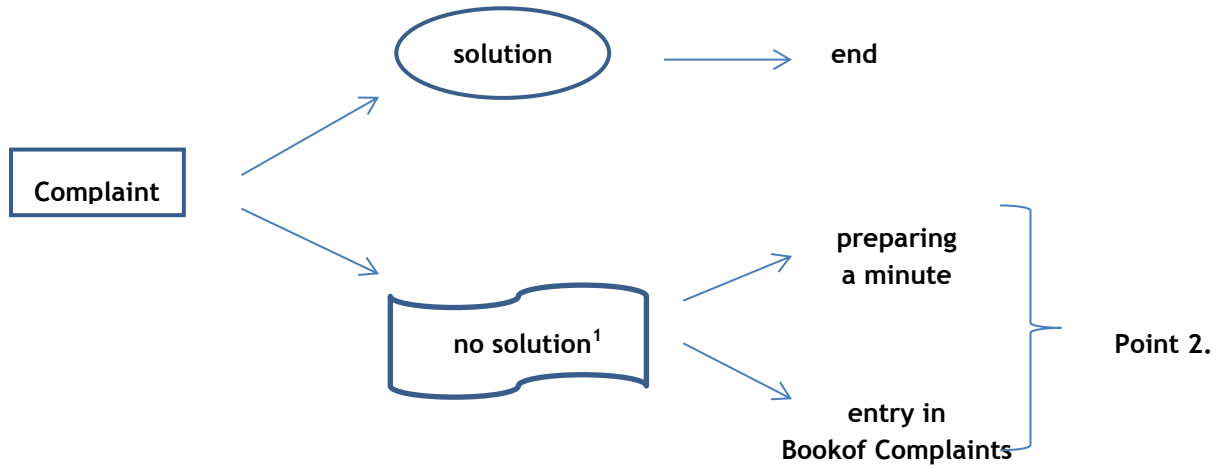 solution
end
Complaint
preparing
a minute
no solution¹
Point 2.
entry in
Bookof Complaints